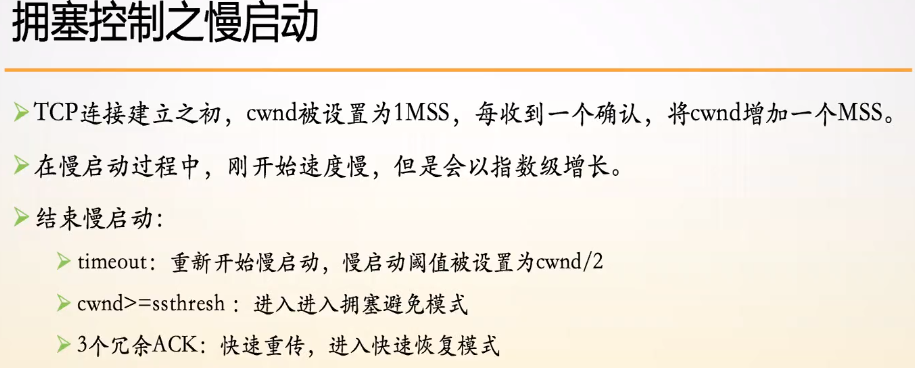 拥塞控制之慢启动
TCP连接建立之初，cwnd被设置为1MSS，每收到一个确认，将cwnd增加一个MSS。
在慢启动过程中，刚开始速度慢，但是会以指数级增长。
结束慢启动：
timeout：重新开始慢启动，慢启动阈值被设置为cwnd/2
cwnd>=ssthresh：进入进入拥塞避免模式
3个冗余ACK：快速重传，进入快速恢复模式